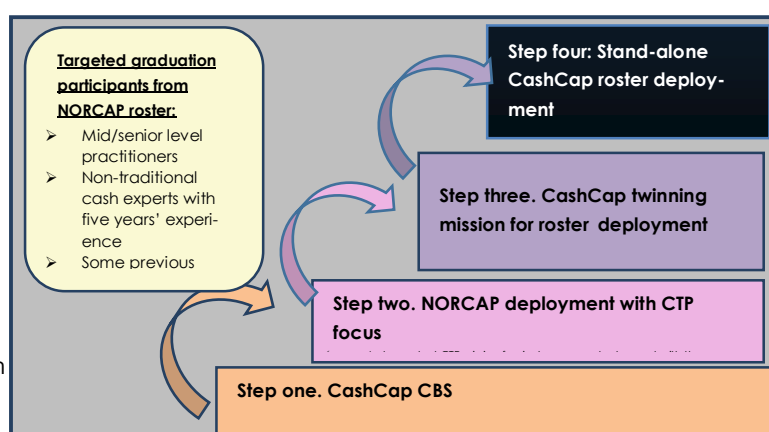 Targeted graduation
participants from
NORCAP roster:
➢ Mid/senior level
practitioners
➢ Non-traditional
cash experts with
five years' experi-
ence
➢ Some previous
Step four: Stand-alone
CashCap roster deploy-
ment
Step three. CashCap twinning
mission for roster deployment
Step two. NORCAP deployment with CTP
focus
Step one. CashCap CBS